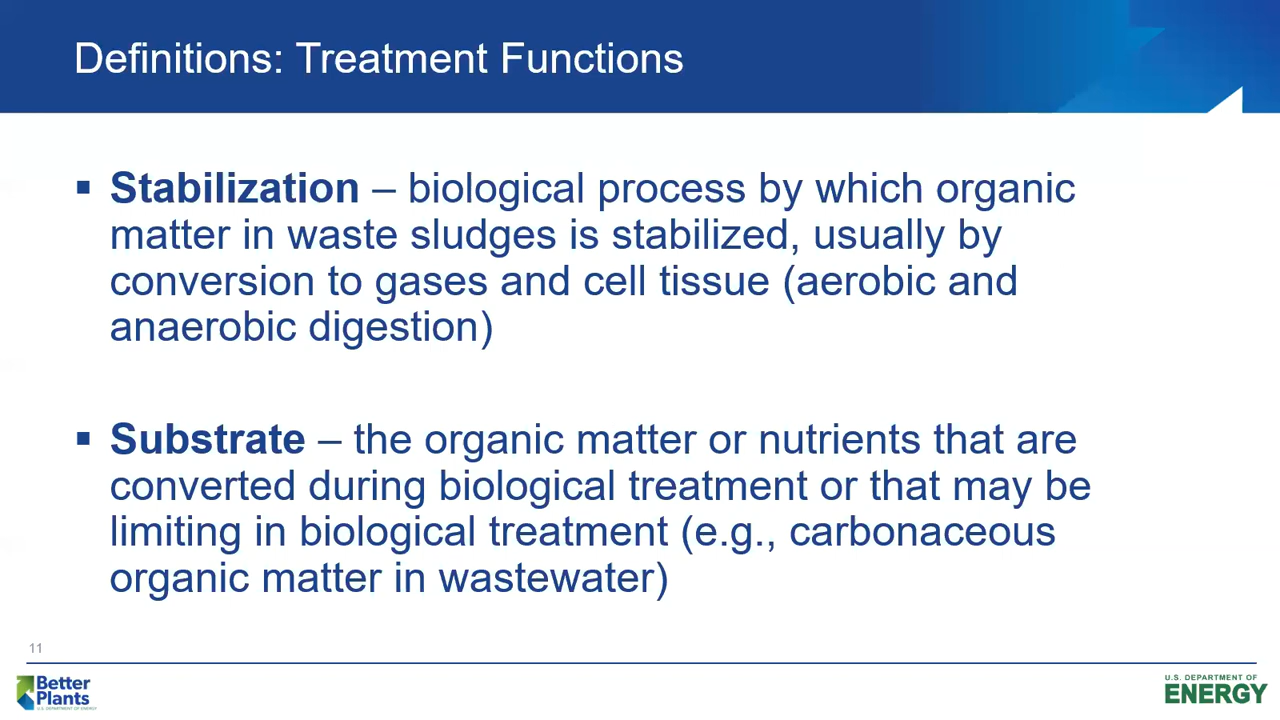 Definitions: Treatment Functions
▪ Stabilization – biological process by which organic
matter in waste sludges is stabilized, usually by
conversion to gases and cell tissue (aerobic and
anaerobic digestion)
▪ Substrate – the organic matter or nutrients that are
converted during biological treatment or that may be
limiting in biological treatment (e.g., carbonaceous
organic matter in wastewater)
11
Better
Plants
U.S. DEPARTMENT OF ENERGY
U.S. DEPARTMENT OF
ENERGY